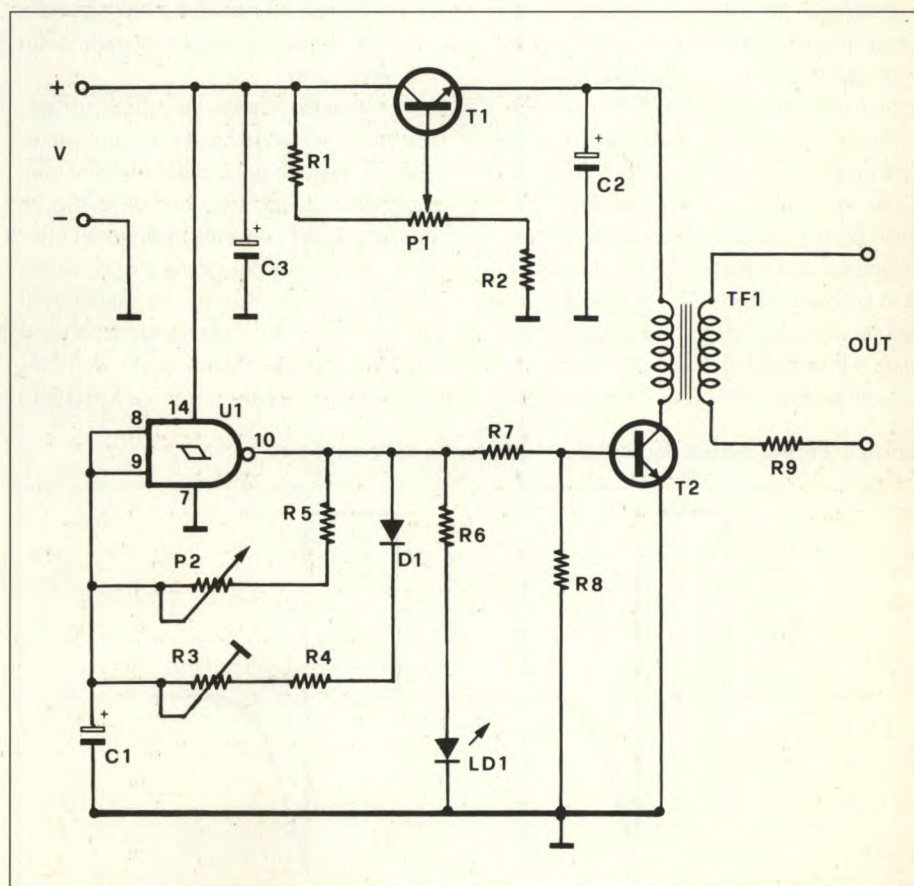 +
T1
V
R1
C2
−
P1
C3
R2
TF1
OUT
14
8
U1
10
9
R7
7
R9
T2
R5
R6
P2
D1
R8
R3
R4
+
C1
LD1
+
+